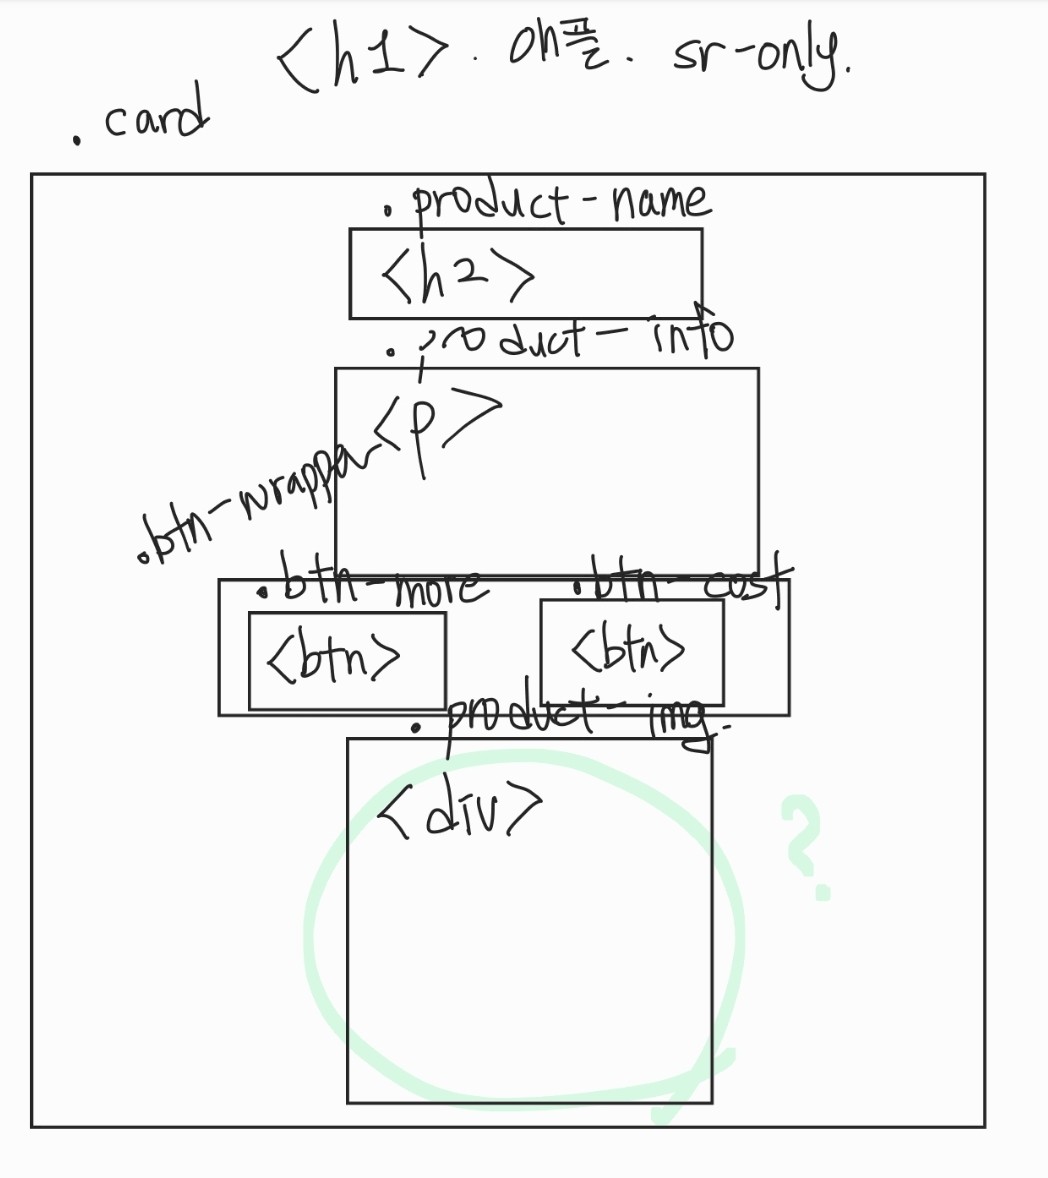 <h1>. 애플. sr-only.
.card
.product-name
<h2>
.product-info
<p>
.btn-wrapper
.btn-more .btn-cost
<btn> <btn>
.product-img.
<div>
?